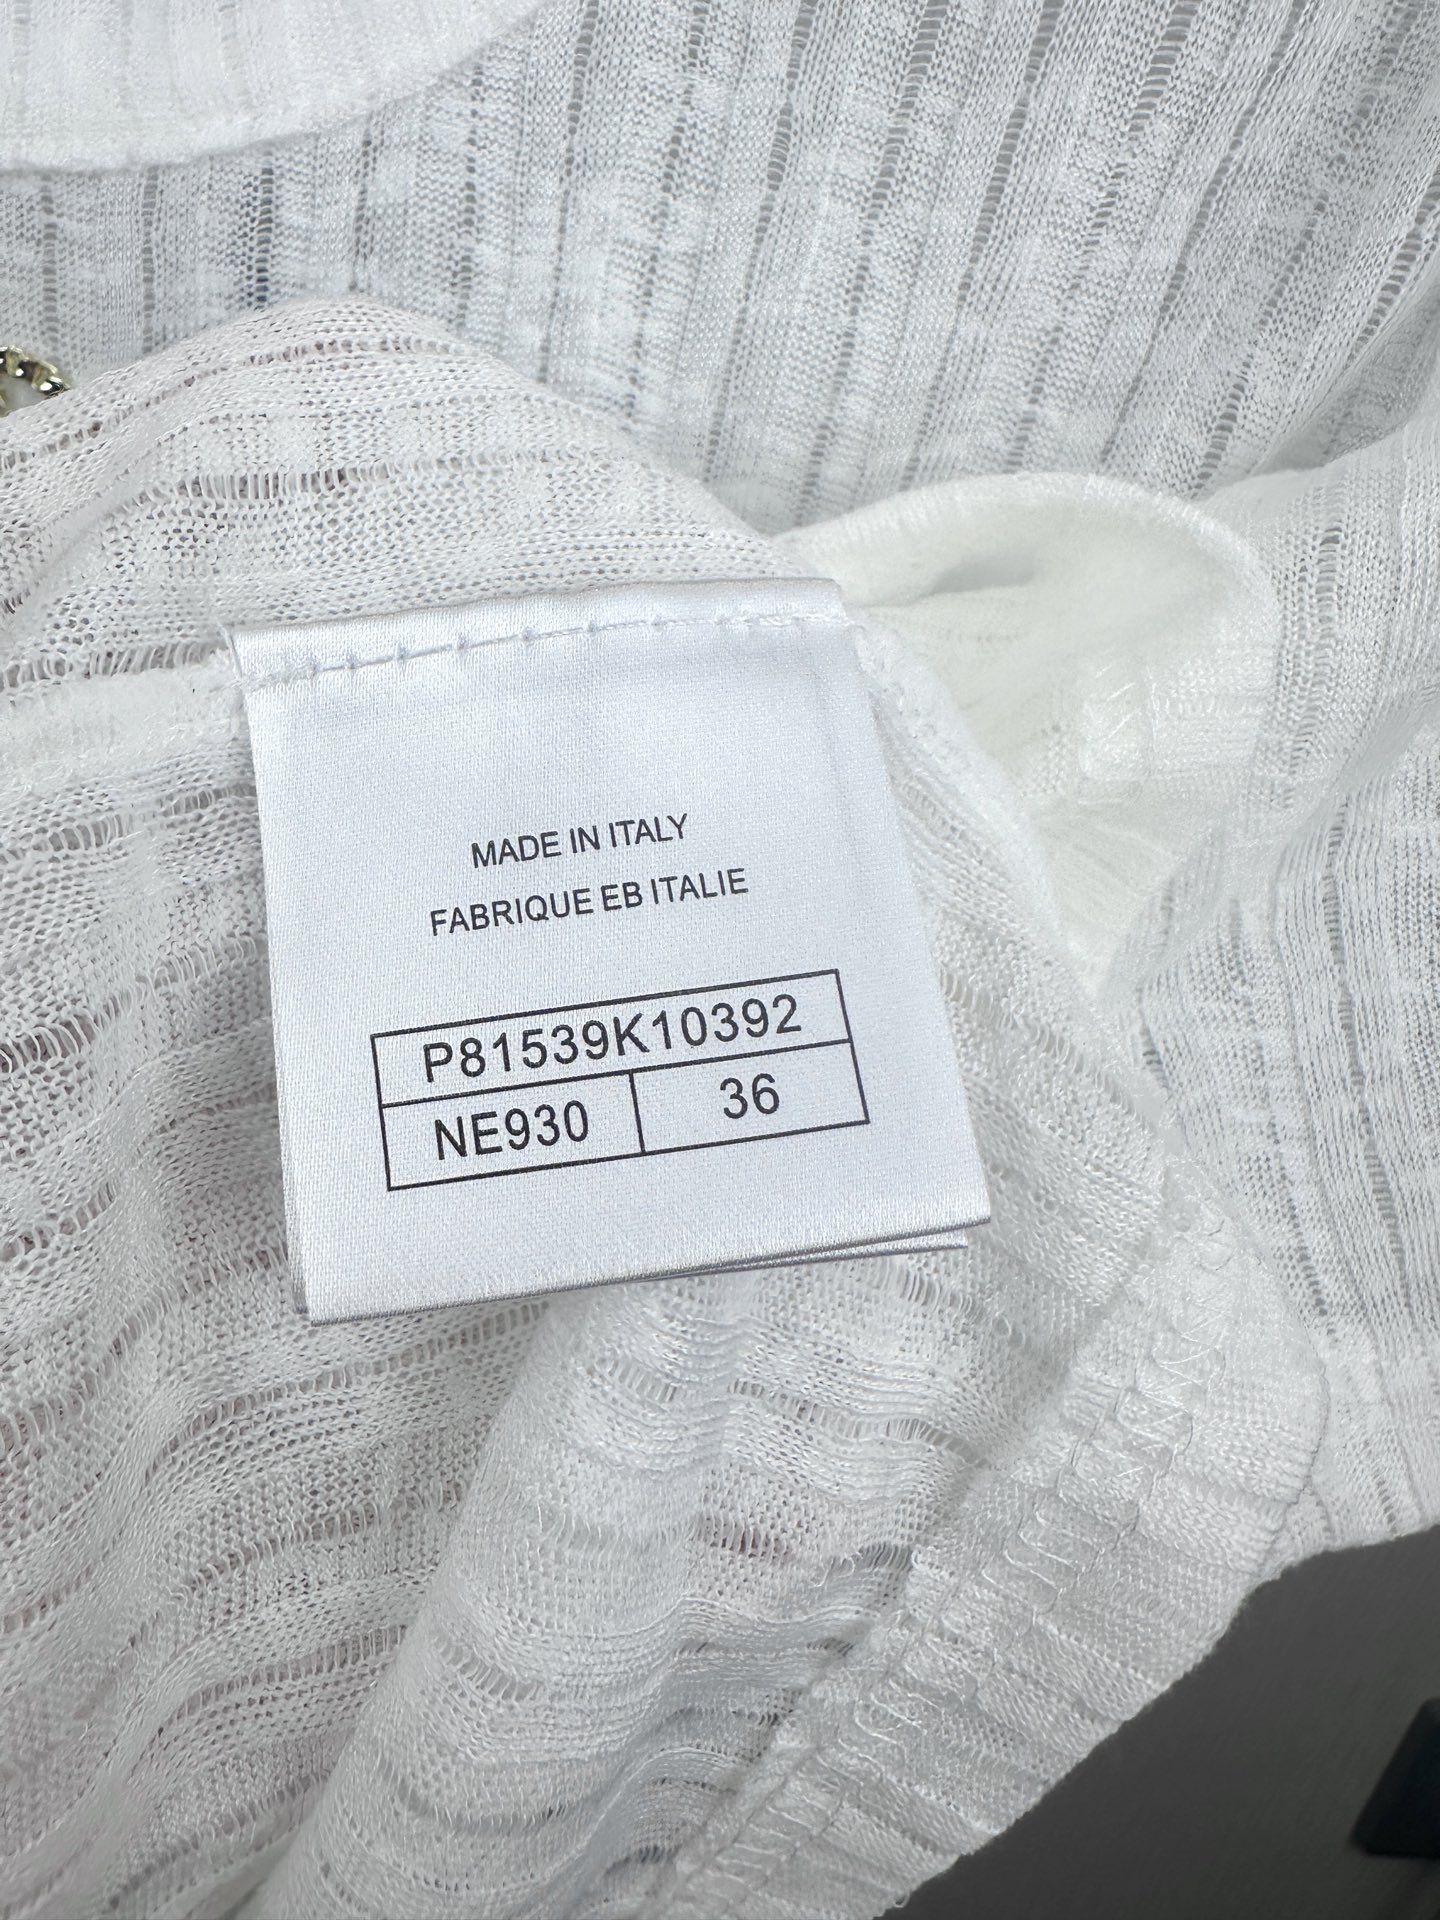 MADE IN ITALY
FABRIQUE EB ITALIE
P81539K10392
NE930 36